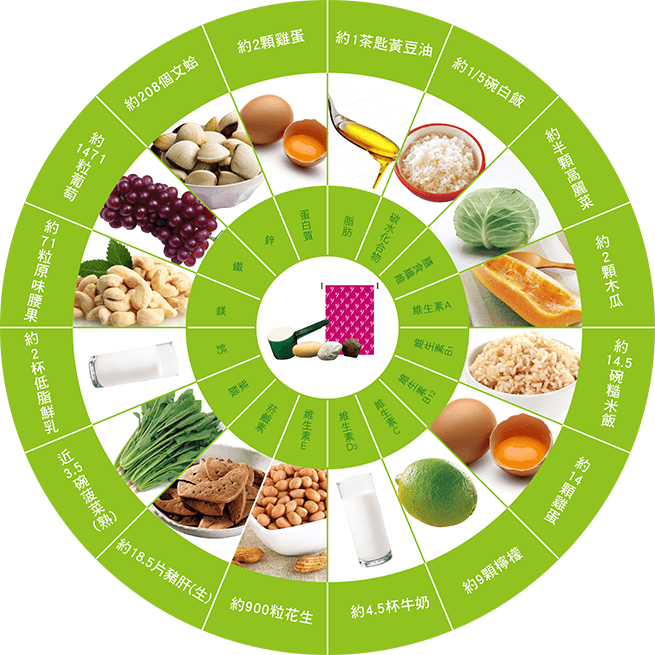 約2顆雞蛋
約1茶匙黃豆油
約1/5碗白飯
約半顆高麗菜
約2顆木瓜
約14.5碗糙米飯
約14顆雞蛋
約9顆檸檬
約4.5杯牛奶
約900粒花生
約18.5片豬肝(生)
近3.5碗菠菜(熟)
約2杯低脂鮮乳
約71粒原味腰果
約1471粒葡萄
約208個文蛤
蛋白質
脂肪
碳水化合物
膳食纖維
維生素A
維生素B1
維生素B12
維生素C
維生素D3
維生素E
菸鹼素
葉酸
鈣
鎂
鐵
鋅